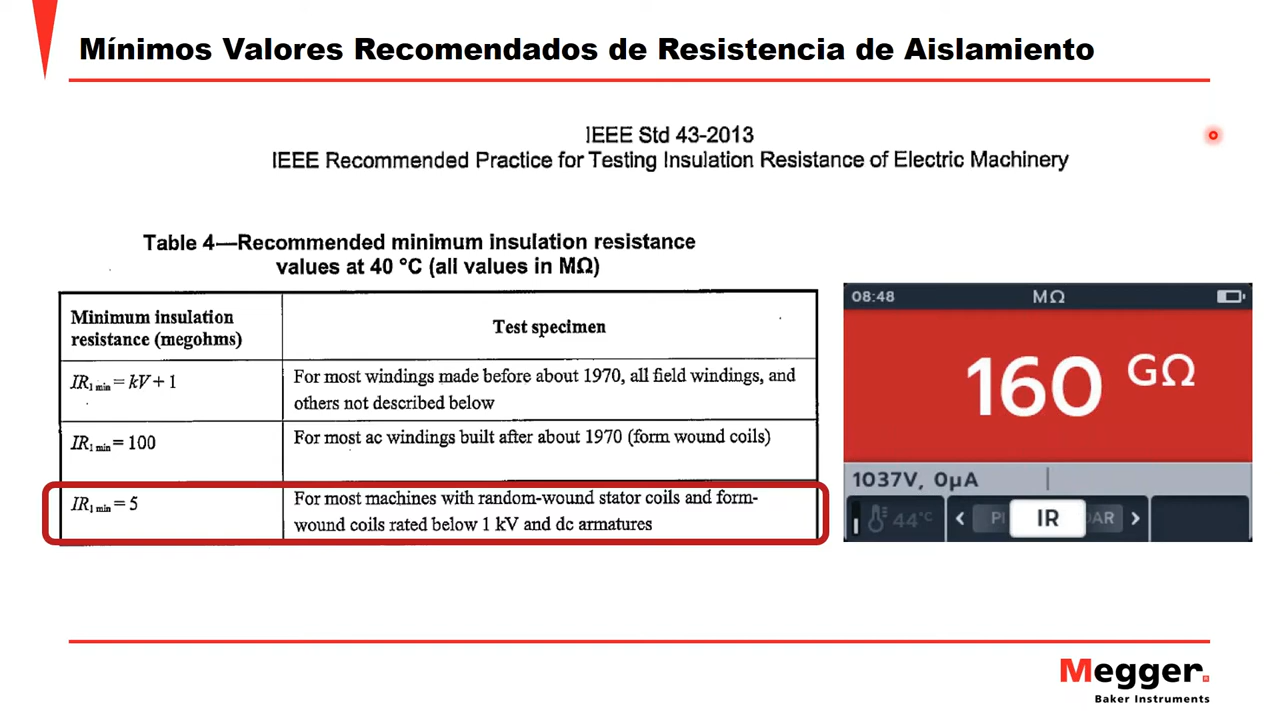 Mínimos Valores Recomendados de Resistencia de Aislamiento
IEEE Std 43-2013
IEEE Recommended Practice for Testing Insulation Resistance of Electric Machinery
Table 4—Recommended minimum insulation resistance
values at 40 °C (all values in MΩ)
Minimum insulation
resistance (megohms)
Test specimen
IR1 min = kV + 1
For most windings made before about 1970, all field windings, and
others not described below
IR1 min = 100
For most ac windings built after about 1970 (form wound coils)
IR1 min = 5
For most machines with random-wound stator coils and form-
wound coils rated below 1 kV and dc armatures
08:48 MΩ
160 GΩ
1037V, 0µA
44°C < PI IR DAR >
Megger
Baker Instruments